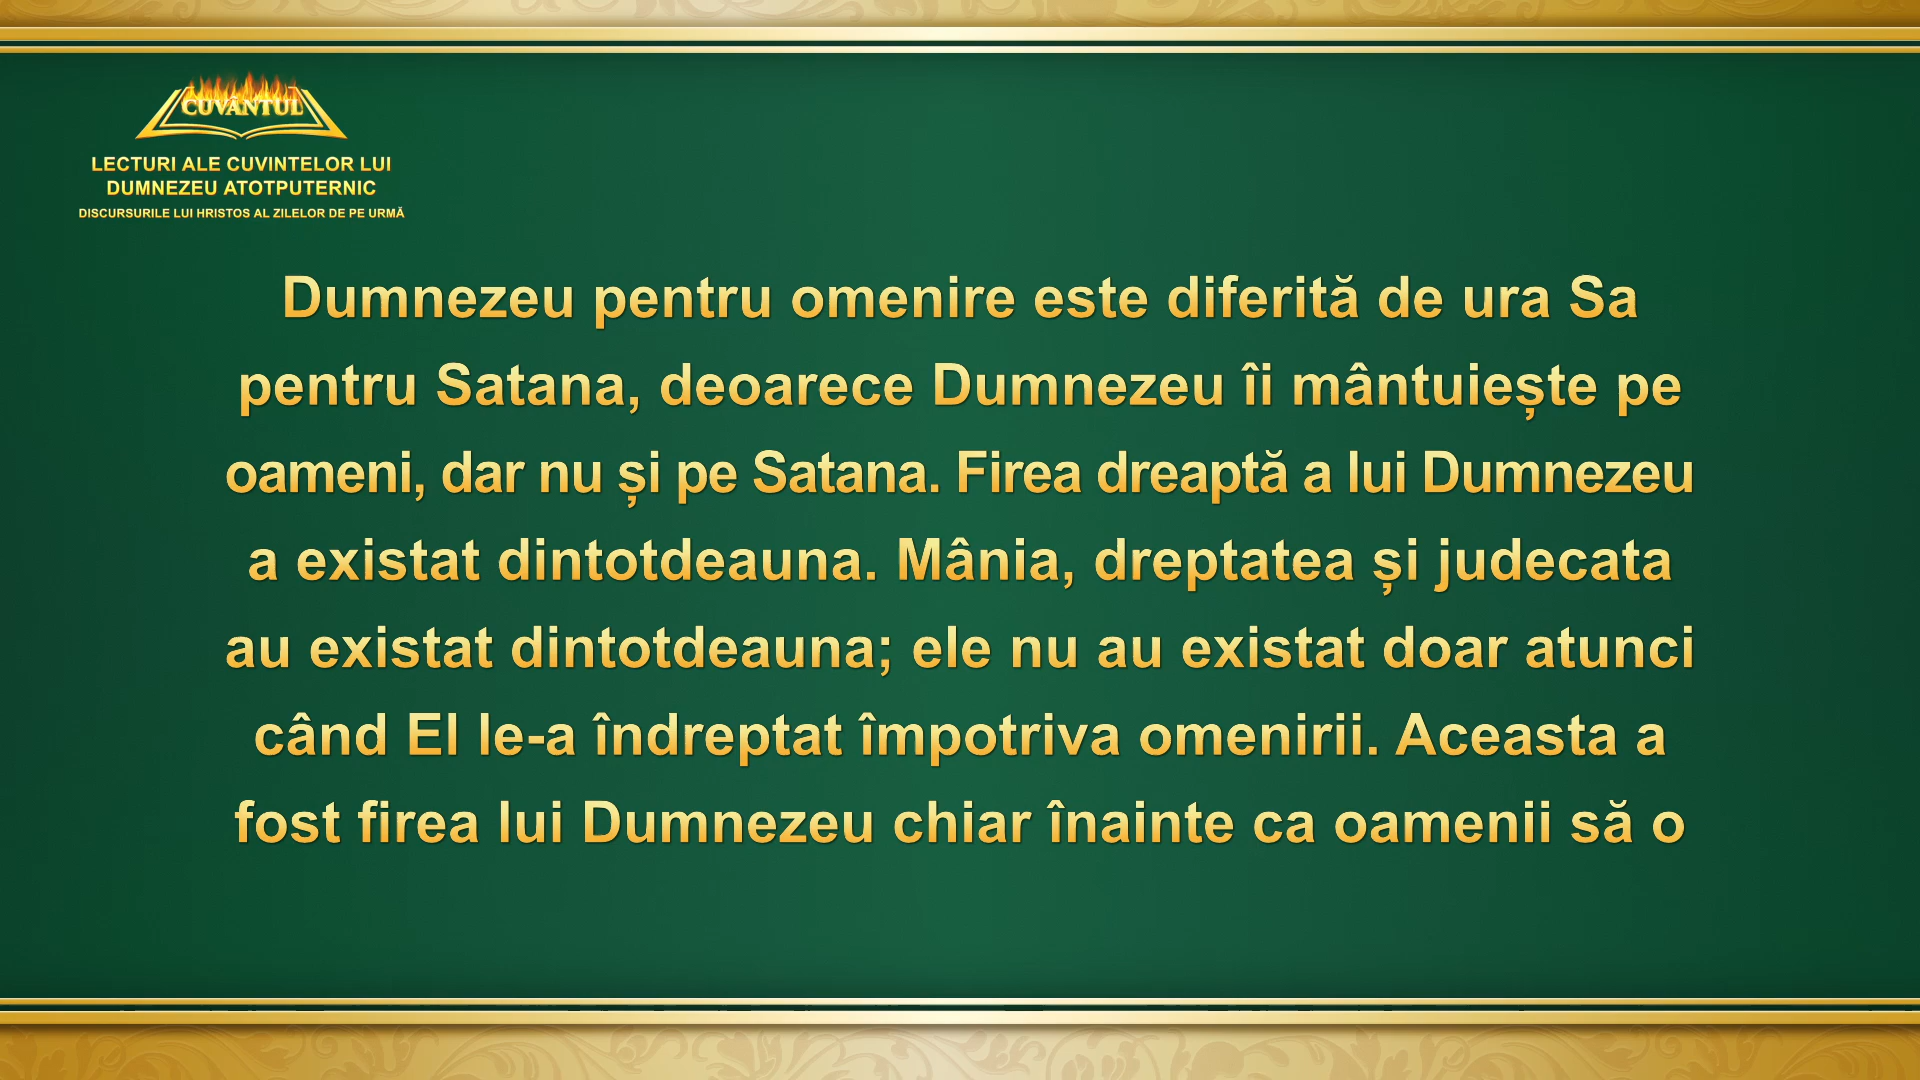 CUVÂNTUL
LECTURI ALE CUVINTELOR LUI
DUMNEZEU ATOTPUTERNIC
DISCURSURILE LUI HRISTOS AL ZILELOR DE PE URMĂ
Dumnezeu pentru omenire este diferită de ura Sa
pentru Satana, deoarece Dumnezeu îi mântuiește pe
oameni, dar nu și pe Satana. Firea dreaptă a lui Dumnezeu
a existat dintotdeauna. Mânia, dreptatea și judecata
au existat dintotdeauna; ele nu au existat doar atunci
când El le-a îndreptat împotriva omenirii. Aceasta a
fost firea lui Dumnezeu chiar înainte ca oamenii să o